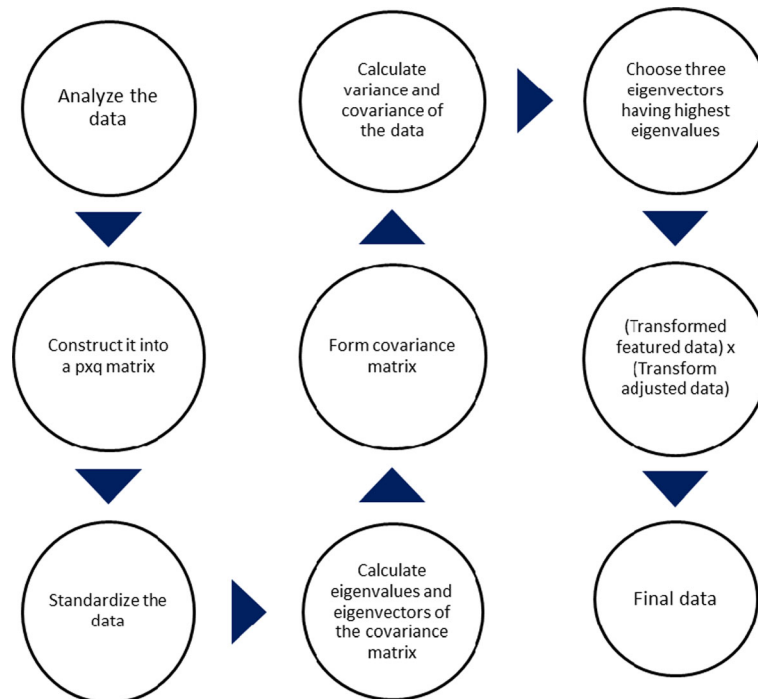 Analyze the
data
Construct it into
a pxq matrix
Standardize the
data
Calculate
eigenvalues and
eigenvectors of
the covariance
matrix
Form covariance
matrix
Calculate
variance and
covariance of
the data
Choose three
eigenvectors
having highest
eigenvalues
(Transformed
featured data) x
(Transform
adjusted data)
Final data